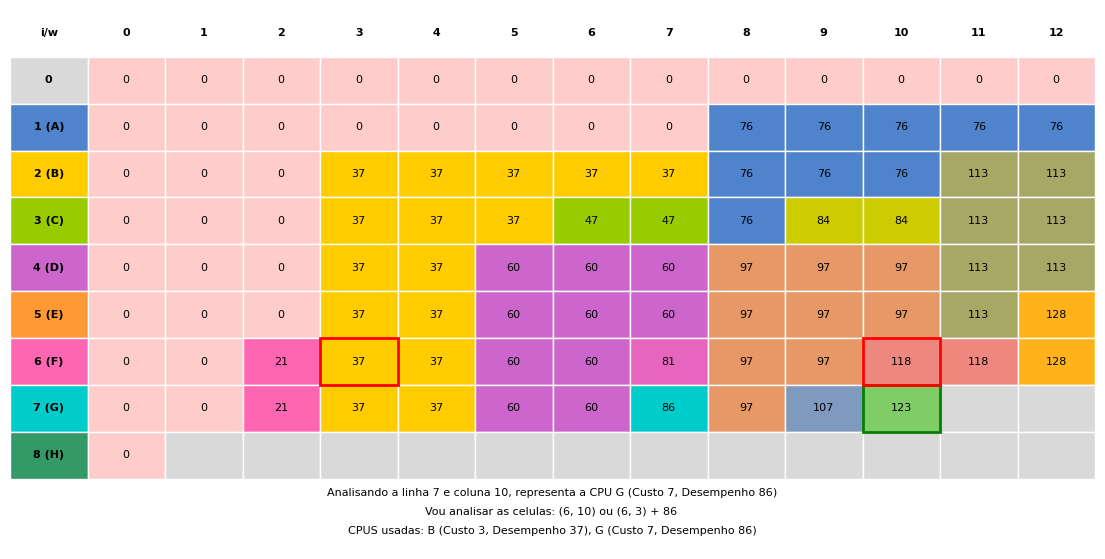 i/w 0 1 2 3 4 5 6 7 8 9 10 11 12
0 0 0 0 0 0 0 0 0 0 0 0 0 0
1 (A) 0 0 0 0 0 0 0 0 76 76 76 76 76
2 (B) 0 0 0 37 37 37 37 37 76 76 76 113 113
3 (C) 0 0 0 37 37 37 47 47 76 84 84 113 113
4 (D) 0 0 0 37 37 60 60 60 97 97 97 113 113
5 (E) 0 0 0 37 37 60 60 60 97 97 97 113 128
6 (F) 0 0 21 37 37 60 60 81 97 97 118 118 128
7 (G) 0 0 21 37 37 60 60 86 97 107 123
8 (H) 0
Analisando a linha 7 e coluna 10, representa a CPU G (Custo 7, Desempenho 86)
Vou analisar as celulas: (6, 10) ou (6, 3) + 86
CPUS usadas: B (Custo 3, Desempenho 37), G (Custo 7, Desempenho 86)